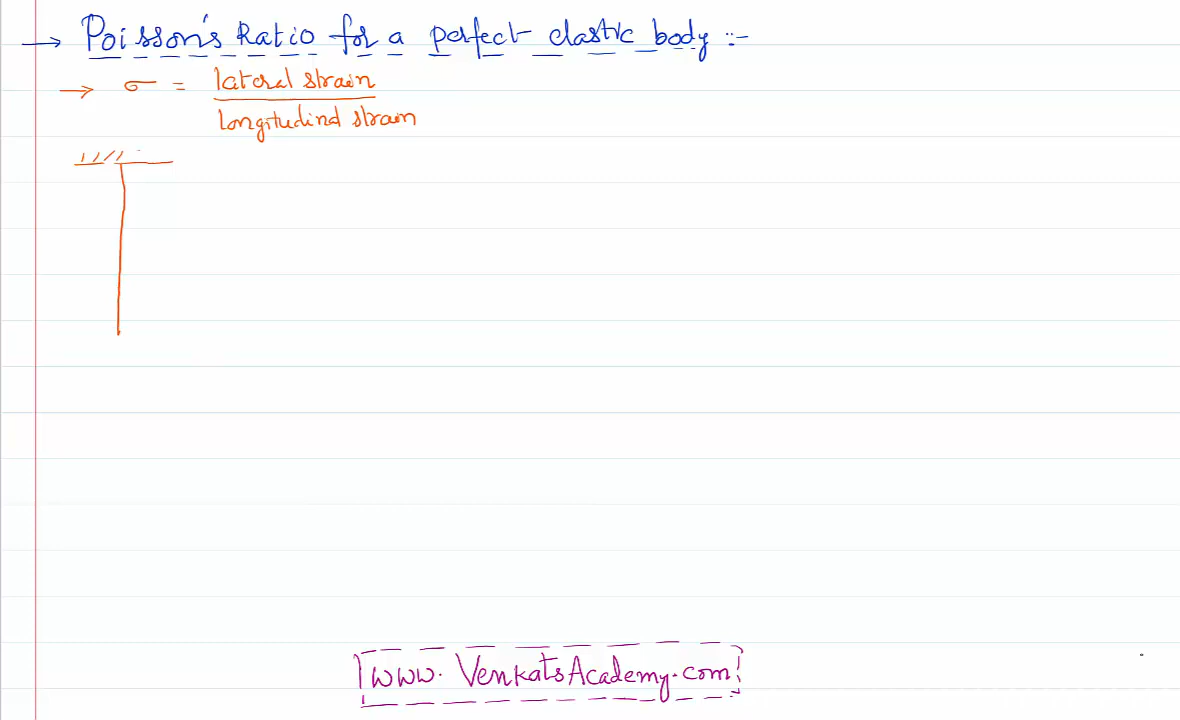 → Poisson's Ratio for a perfect elastic body :-
→ σ = lateral strain
longitudinal strain
www.VenkatsAcademy.com